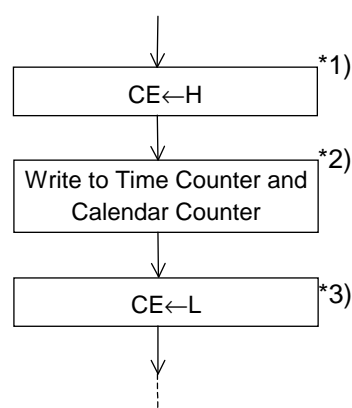 *1)
CE←H
*2)
Write to Time Counter and
Calendar Counter
*3)
CE←L